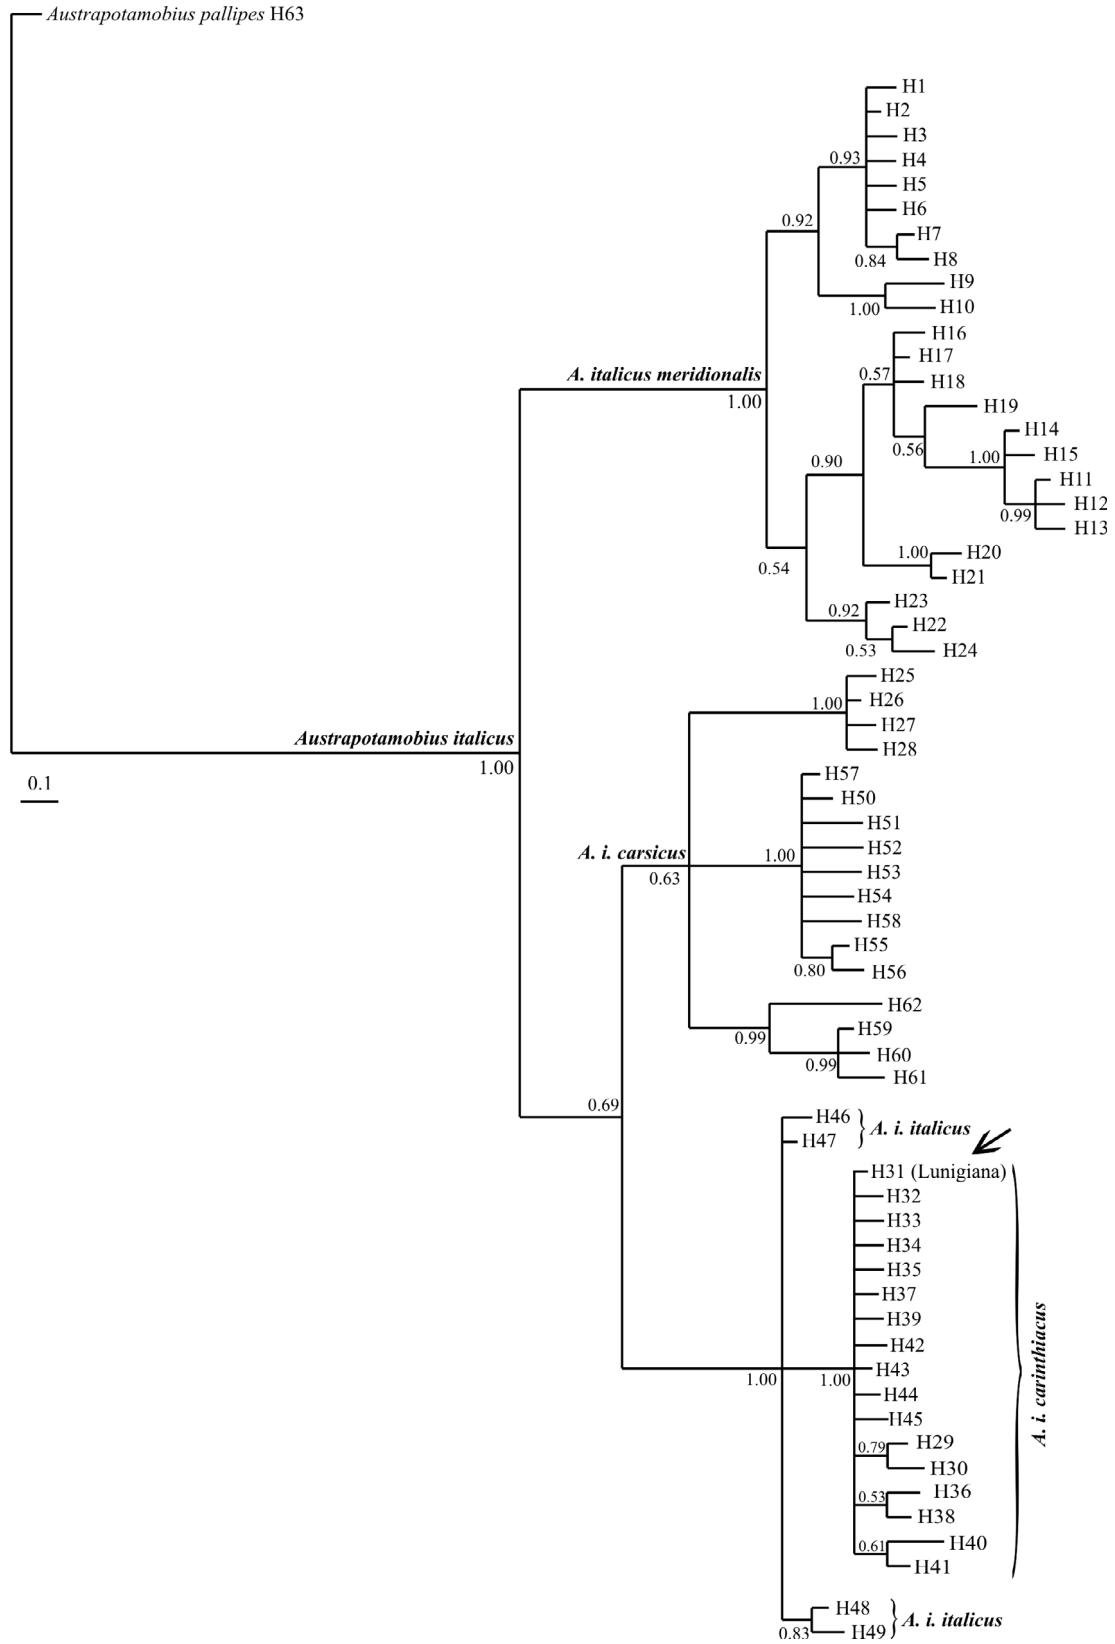 Austrapotamobius pallipes H63
H1
H2
H3
0.93
H4
H5
H6
0.92
H7
0.84
H8
H9
1.00
H10
H16
H17
A. italicus meridionalis
0.57
H18
1.00
H19
H14
0.56
1.00
H15
0.90
H11
H12
0.99
H13
1.00
H20
0.54
H21
H23
0.92
H22
0.53
H24
H25
1.00
H26
H27
Austrapotamobius italicus
H28
1.00
0.1
H57
H50
H51
A. i. carsicus
1.00
H52
0.63
H53
H54
H58
H55
0.80
H56
H62
H59
0.99
H60
0.99
H61
0.69
H46
A. i. italicus
H47
H31 (Lunigiana)
H32
H33
H34
H35
H37
H39
H42
H43
1.00
1.00
H44
H45
H29
0.79
H30
H36
0.53
H38
H40
0.61
H41
A. i. carinthiacus
H48
A. i. italicus
0.83
H49